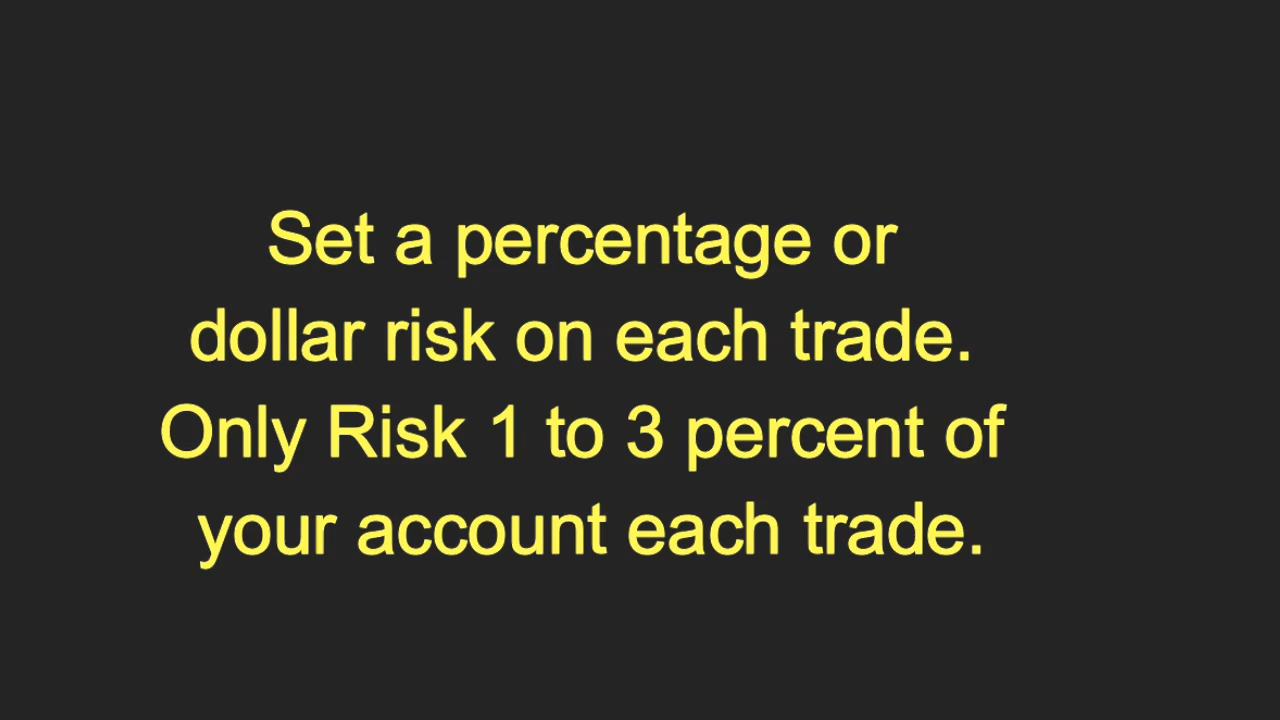 Set a percentage or
dollar risk on each trade.
Only Risk 1 to 3 percent of
your account each trade.